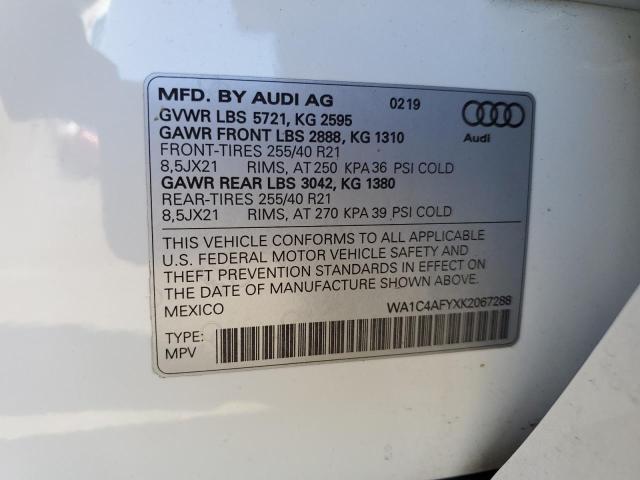 MFD. BY AUDI AG 0219
GVWR LBS 5721, KG 2595
GAWR FRONT LBS 2888, KG 1310
FRONT-TIRES 255/40 R21
8,5JX21 RIMS, AT 250 KPA 36 PSI COLD
GAWR REAR LBS 3042, KG 1380
REAR-TIRES 255/40 R21
8,5JX21 RIMS, AT 270 KPA 39 PSI COLD
Audi
THIS VEHICLE CONFORMS TO ALL APPLICABLE
U.S. FEDERAL MOTOR VEHICLE SAFETY AND
THEFT PREVENTION STANDARDS IN EFFECT ON
THE DATE OF MANUFACTURE SHOWN ABOVE.
MEXICO WA1C4AFYXK2067288
TYPE:
MPV